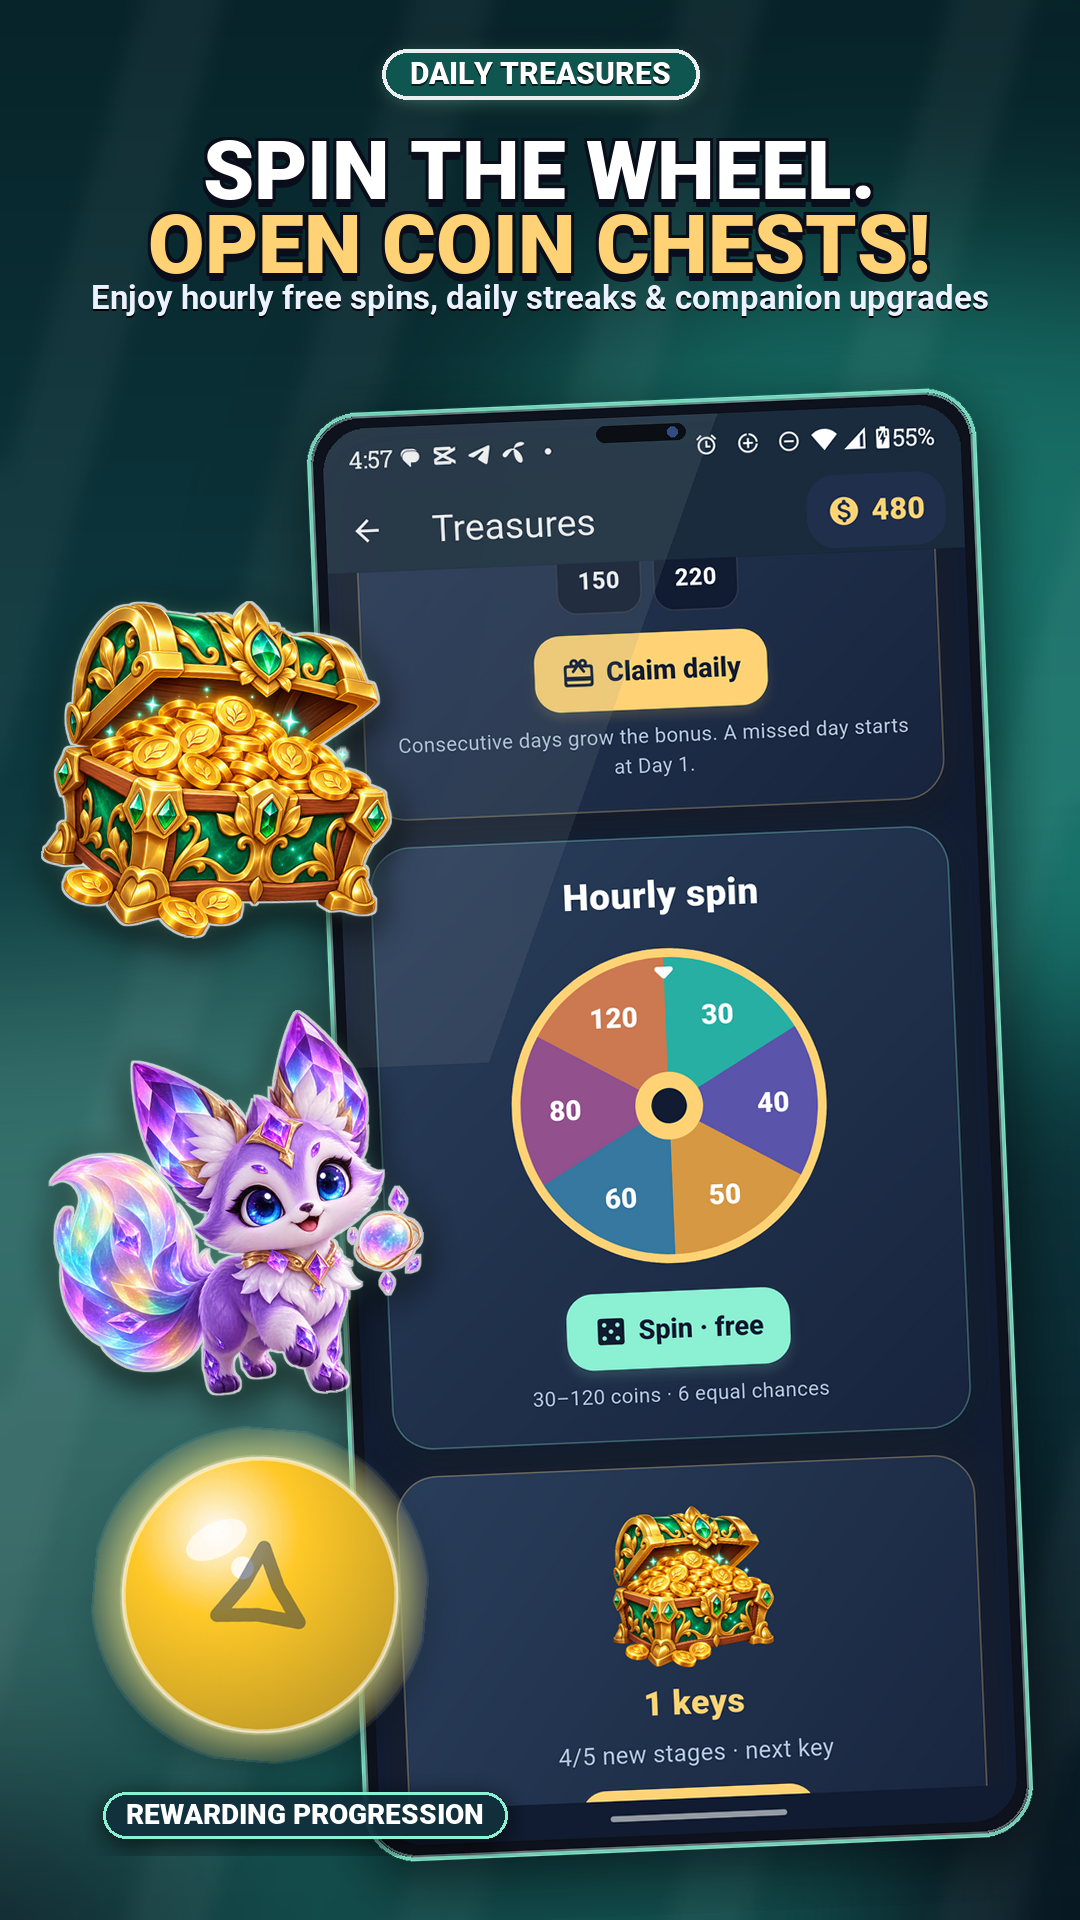 DAILY TREASURES
SPIN THE WHEEL.
OPEN COIN CHESTS!
Enjoy hourly free spins, daily streaks & companion upgrades
4:57
55%
Treasures
480
150
220
Claim daily
Consecutive days grow the bonus. A missed day starts
at Day 1.
Hourly spin
120
30
80
40
60
50
Spin · free
30–120 coins · 6 equal chances
1 keys
4/5 new stages · next key
REWARDING PROGRESSION